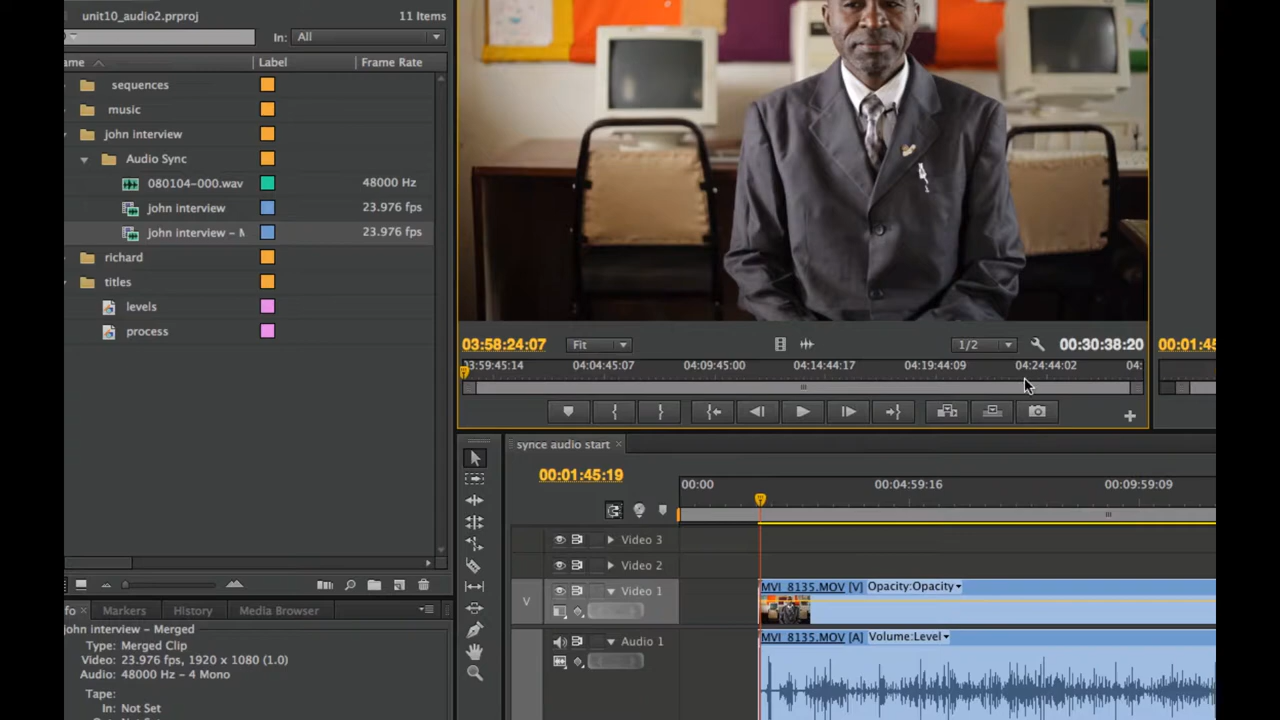 unit10_audio2.prproj 11 Items
In: All
ame Label Frame Rate
sequences
music
john interview
Audio Sync
080104-000.wav 48000 Hz
john interview 23.976 fps
john interview – M 23.976 fps
richard
titles
levels
process
03:58:24:07 Fit 1/2 00:30:38:20 00:01:45
03:59:45:14 04:04:45:07 04:09:45:00 04:14:44:17 04:19:44:09 04:24:44:02 04:
synce audio start
00:01:45:19
00:00 00:04:59:16 00:09:59:09
Video 3
Video 2
V Video 1
MVI_8135.MOV [V] Opacity:Opacity
Audio 1
MVI_8135.MOV [A] Volume:Level
fo Markers History Media Browser
john interview – Merged
Type: Merged Clip
Video: 23.976 fps, 1920 x 1080 (1.0)
Audio: 48000 Hz – 4 Mono
Tape:
In: Not Set
Out: Not Set